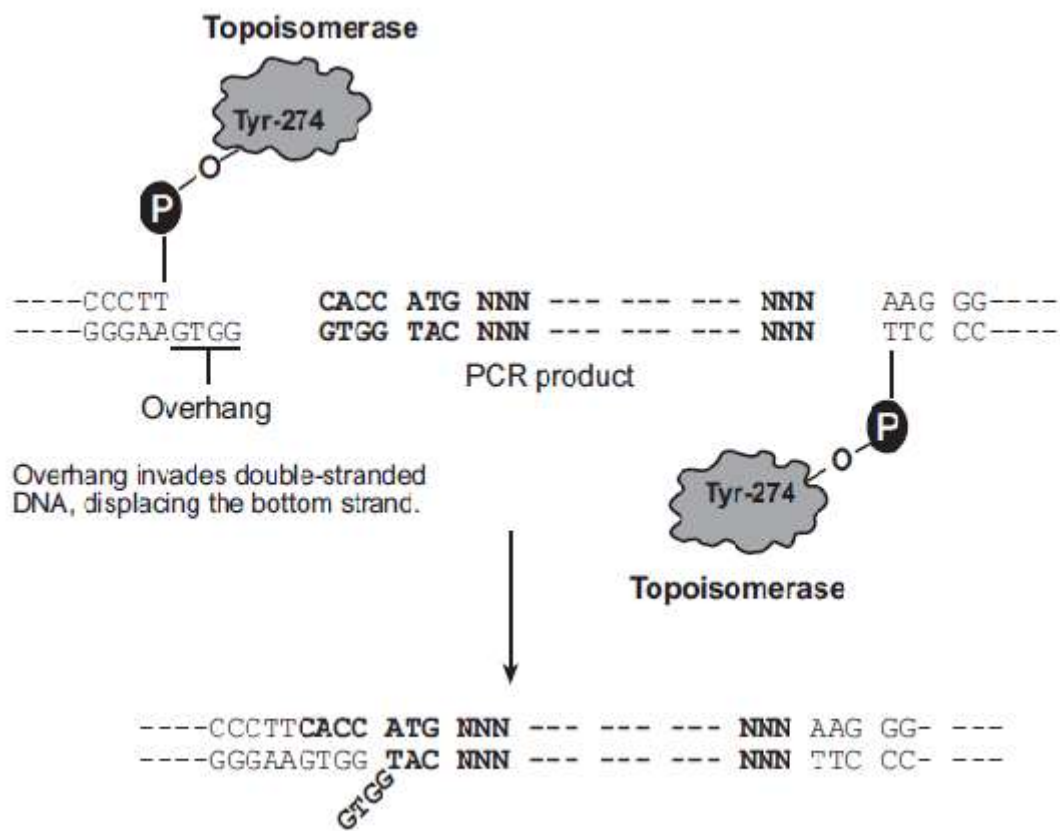 Topoisomerase
Tyr-274
O
P
----CCCTT CACC ATG NNN --- --- --- NNN AAG GG----
----GGGAAGTGG GTGG TAC NNN --- --- --- NNN TTC CC----
PCR product
Overhang
P
O
Tyr-274
Overhang invades double-stranded
DNA, displacing the bottom strand.
Topoisomerase
----CCCTTCACC ATG NNN --- --- --- NNN AAG GG- ---
----GGGAAGTGG TAC NNN --- --- --- NNN TTC CC- ---
GTGG